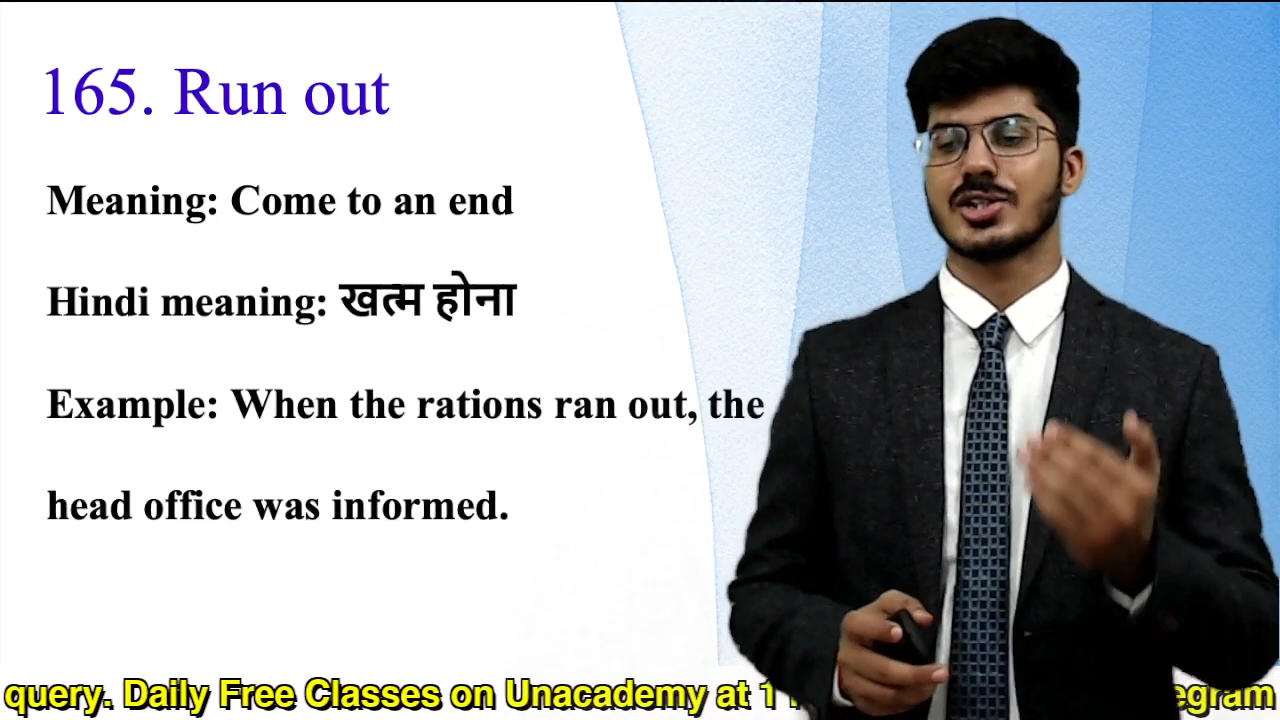 165. Run out
Meaning: Come to an end
Hindi meaning: खत्म होना
Example: When the rations ran out, the
head office was informed.
query. Daily Free Classes on Unacademy at 1